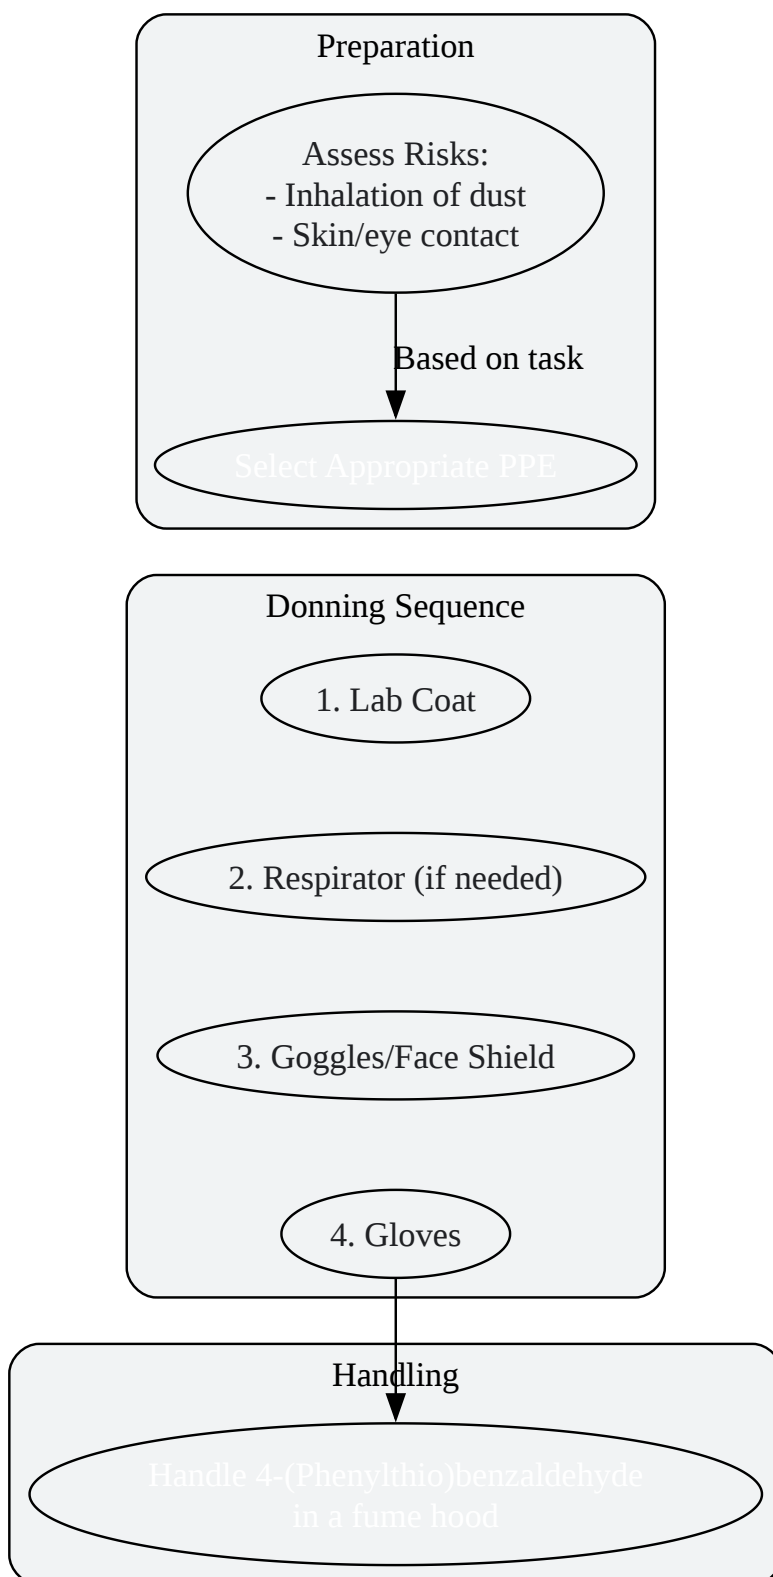 Preparation
Assess Risks:
- Inhalation of dust
- Skin/eye contact
Based on task
Select Appropriate PPE
Donning Sequence
1. Lab Coat
2. Respirator (if needed)
3. Goggles/Face Shield
4. Gloves
Handling
Handle 4-(Phenylthio)benzaldehyde
in a fume hood